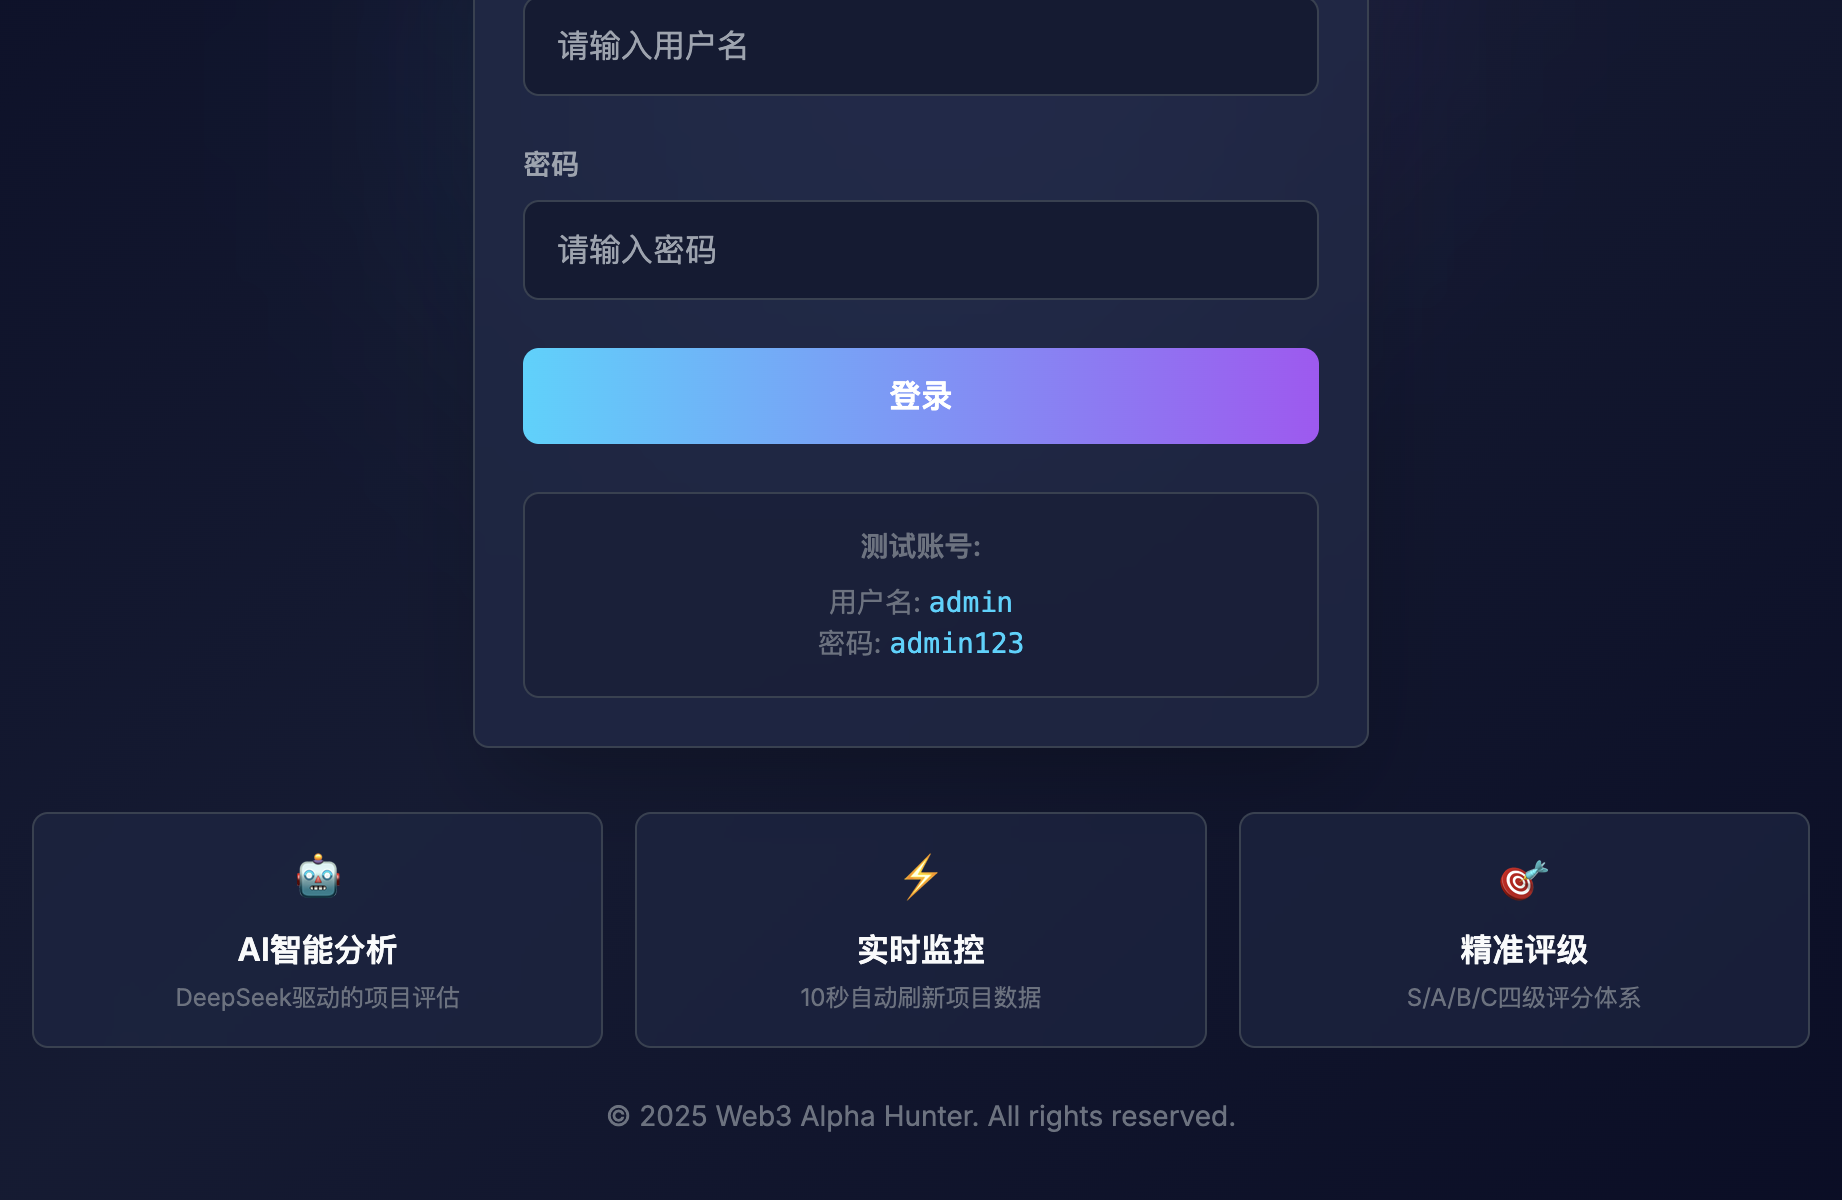 请输入用户名
密码
请输入密码
登录
测试账号:
用户名: admin
密码: admin123
AI智能分析
DeepSeek驱动的项目评估
实时监控
10秒自动刷新项目数据
精准评级
S/A/B/C四级评分体系
© 2025 Web3 Alpha Hunter. All rights reserved.